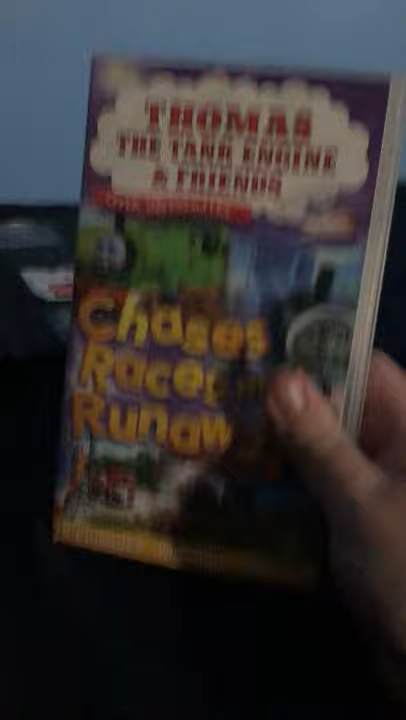 THOMAS
THE TANK ENGINE
& FRIENDS
Chases
Races
Runaw